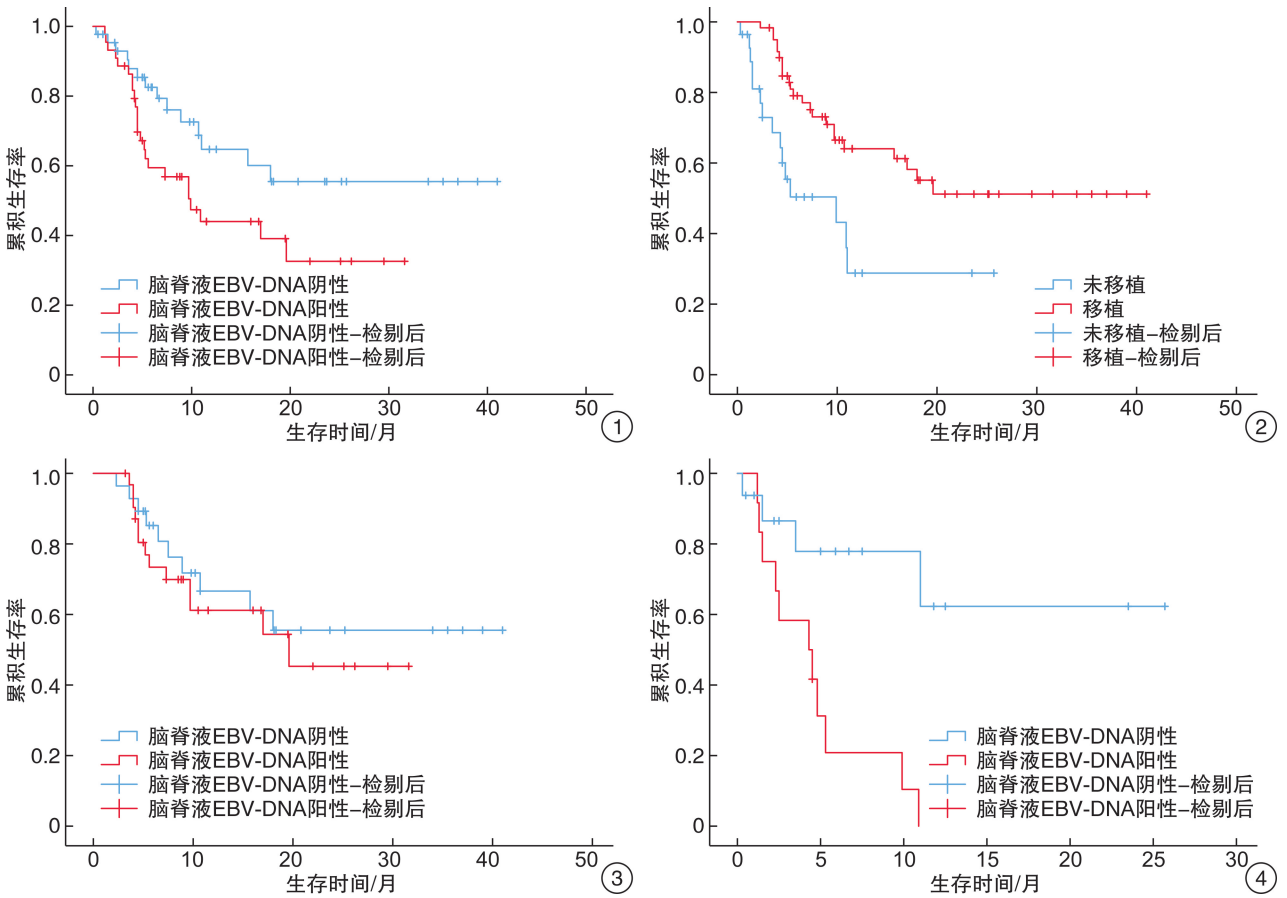 1.0
0.8
0.6
0.4
0.2
0
累积生存率
脑脊液EBV-DNA阴性
脑脊液EBV-DNA阳性
脑脊液EBV-DNA阴性-检剔后
脑脊液EBV-DNA阳性-检剔后
0 10 20 30 40 50
生存时间/月
①
1.0
0.8
0.6
0.4
0.2
0
累积生存率
未移植
移植
未移植-检剔后
移植-检剔后
0 10 20 30 40 50
生存时间/月
②
1.0
0.8
0.6
0.4
0.2
0
累积生存率
脑脊液EBV-DNA阴性
脑脊液EBV-DNA阳性
脑脊液EBV-DNA阴性-检剔后
脑脊液EBV-DNA阳性-检剔后
0 10 20 30 40 50
生存时间/月
③
1.0
0.8
0.6
0.4
0.2
0
累积生存率
脑脊液EBV-DNA阴性
脑脊液EBV-DNA阳性
脑脊液EBV-DNA阴性-检剔后
脑脊液EBV-DNA阳性-检剔后
0 5 10 15 20 25 30
生存时间/月
④